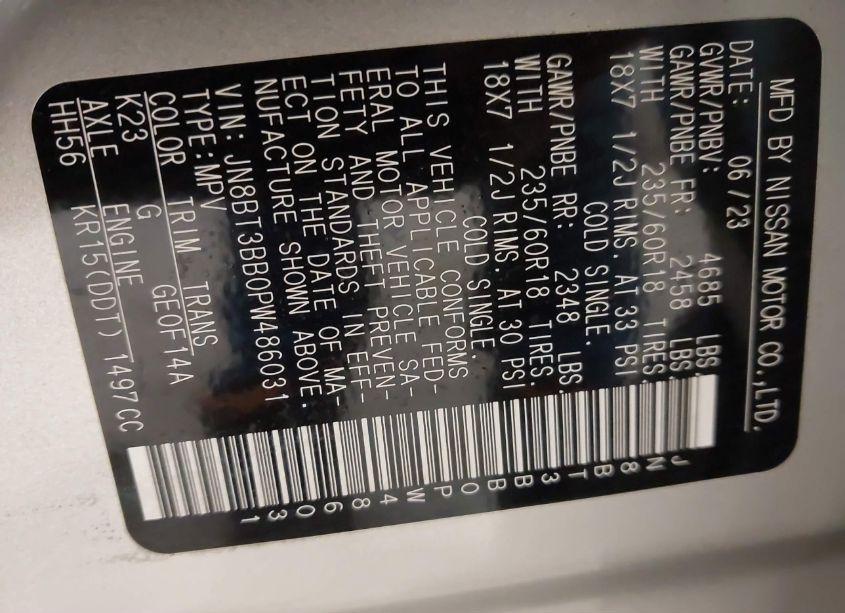 MFD BY NISSAN MOTOR CO.,LTD.
DATE: 06 /23
GVWR/PNBV: 4685 LBS.
GAWR/PNBE FR: 2458 LBS.
WITH 235/60R18 TIRES.
18X7 1/2J RIMS. AT 33 PSI
COLD SINGLE.
GAWR/PNBE RR: 2348 LBS.
WITH 235/60R18 TIRES.
18X7 1/2J RIMS. AT 30 PSI
COLD SINGLE.
THIS VEHICLE CONFORMS
TO ALL APPLICABLE FED-
ERAL MOTOR VEHICLE SA-
FETY AND THEFT PREVEN-
TION STANDARDS IN EFF
ECT ON THE DATE OF MA-
NUFACTURE SHOWN ABOVE.
VIN: JN8BT3BB0PW486031
TYPE:MPV
COLOR TRIM TRANS
K23 G GEOF14A
AXLE ENGINE
HH56 KR15(DDT) 1497CC
JN8BT3BB0PW486031